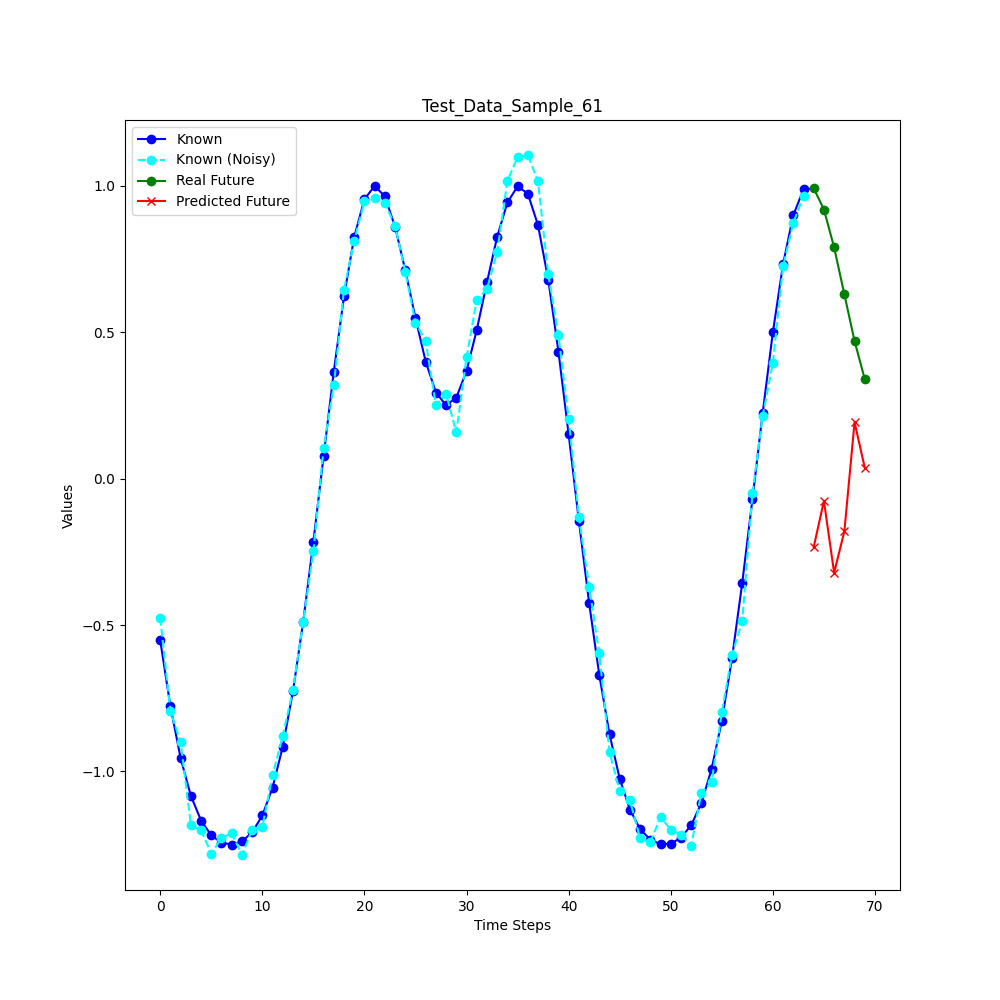 Test_Data_Sample_61
Known
Known (Noisy)
Real Future
Predicted Future
1.0
0.5
0.0
−0.5
−1.0
Values
0 10 20 30 40 50 60 70
Time Steps